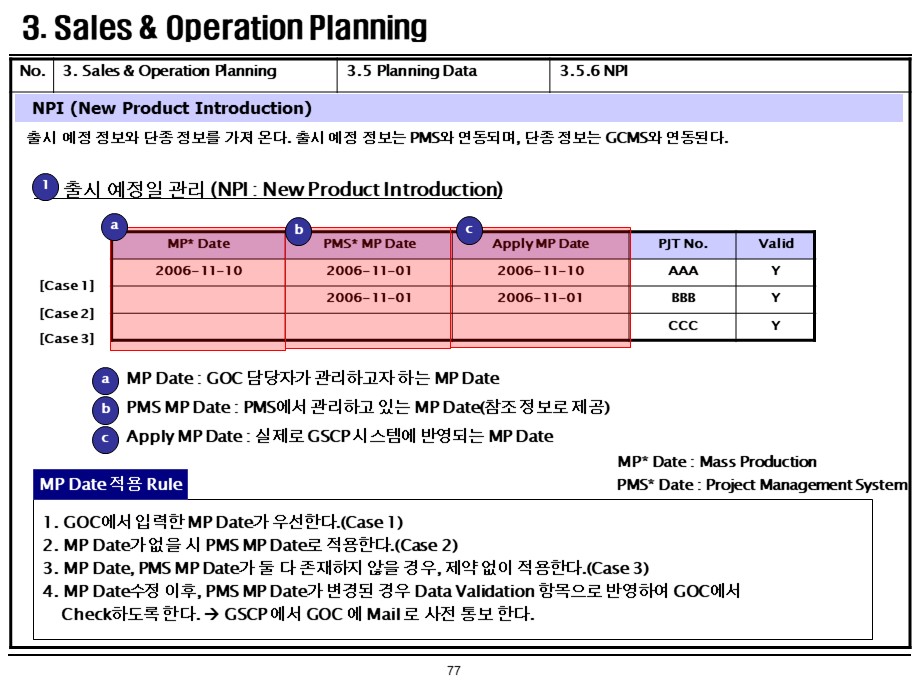 3. Sales & Operation Planning
No. 3. Sales & Operation Planning 3.5 Planning Data 3.5.6 NPI
NPI (New Product Introduction)
출시 예정 정보와 단종 정보를 가져 온다. 출시 예정 정보는 PMS와 연동되며, 단종 정보는 GCMS와 연동된다.
1 출시 예정일 관리 (NPI : New Product Introduction)
a b c
MP* Date PMS* MP Date Apply MP Date PJT No. Valid
2006-11-10 2006-11-01 2006-11-10 AAA Y
[Case 1]
2006-11-01 2006-11-01 BBB Y
[Case 2]
CCC Y
[Case 3]
a MP Date : GOC 담당자가 관리하고자 하는 MP Date
b PMS MP Date : PMS에서 관리하고 있는 MP Date(참조 정보로 제공)
c Apply MP Date : 실제로 GSCP 시스템에 반영되는 MP Date
MP* Date : Mass Production
PMS* Date : Project Management System
MP Date 적용 Rule
1. GOC에서 입력한 MP Date가 우선한다.(Case 1)
2. MP Date가 없을 시 PMS MP Date로 적용한다.(Case 2)
3. MP Date, PMS MP Date가 둘 다 존재하지 않을 경우, 제약 없이 적용한다.(Case 3)
4. MP Date수정 이후, PMS MP Date가 변경된 경우 Data Validation 항목으로 반영하여 GOC에서
Check하도록 한다. → GSCP 에서 GOC 에 Mail 로 사전 통보 한다.
77